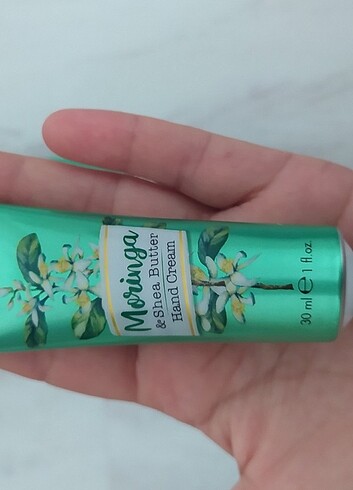 Moringa
& Shea Butter
Hand Cream
30 ml ℮ 1 fl.oz.